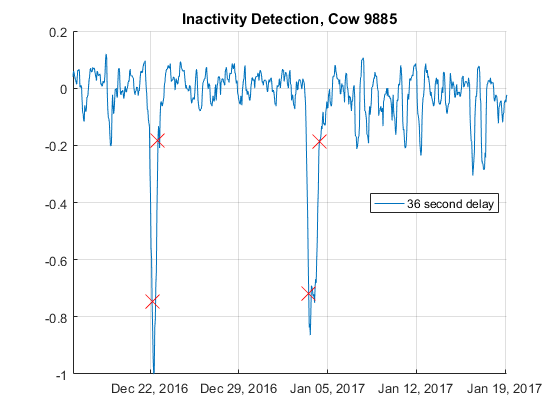 Inactivity Detection, Cow 9885
0.2
0
-0.2
-0.4
-0.6
-0.8
-1
36 second delay
Dec 22, 2016 Dec 29, 2016 Jan 05, 2017 Jan 12, 2017 Jan 19, 2017